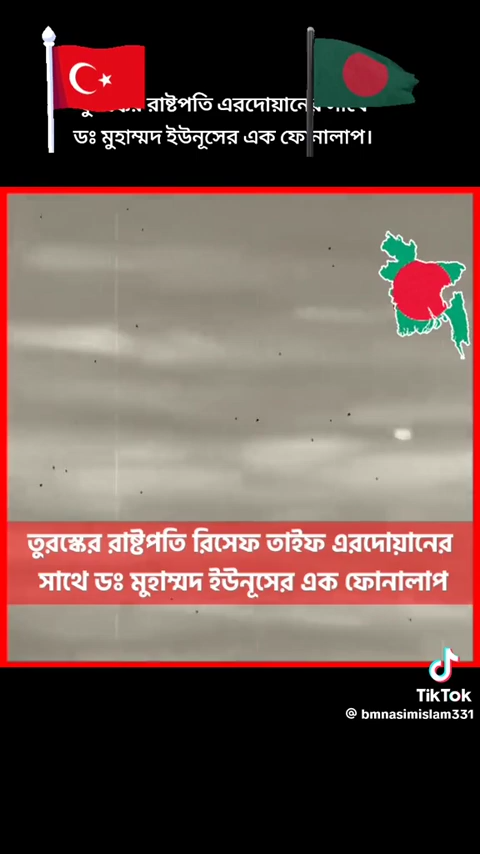 রাষ্টপতি এরদোয়ানের সাথে
ডঃ মুহাম্মদ ইউনূসের এক ফোনালাপ।
তুরস্কের রাষ্টপতি রিসেফ তাইফ এরদোয়ানের
সাথে ডঃ মুহাম্মদ ইউনূসের এক ফোনালাপ
TikTok
@ bmnasimislam331